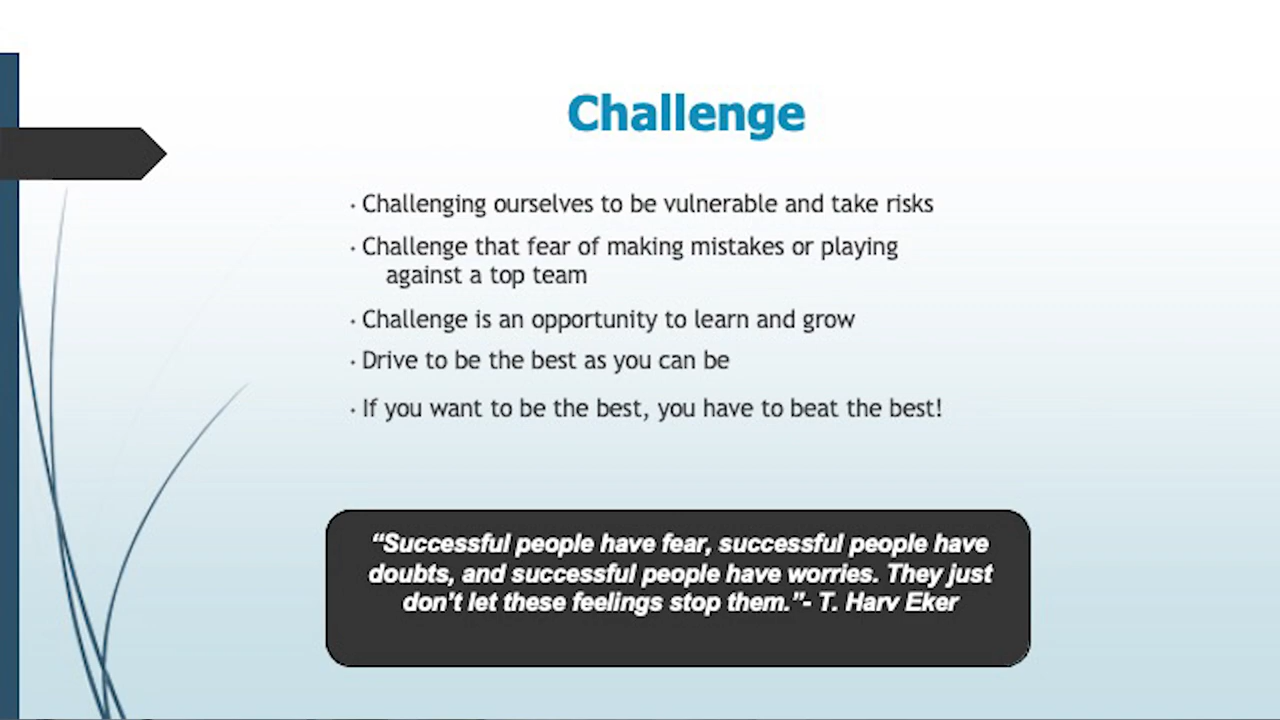 Challenge
· Challenging ourselves to be vulnerable and take risks
· Challenge that fear of making mistakes or playing
against a top team
· Challenge is an opportunity to learn and grow
· Drive to be the best as you can be
· If you want to be the best, you have to beat the best!
“Successful people have fear, successful people have
doubts, and successful people have worries. They just
don’t let these feelings stop them.”- T. Harv Eker